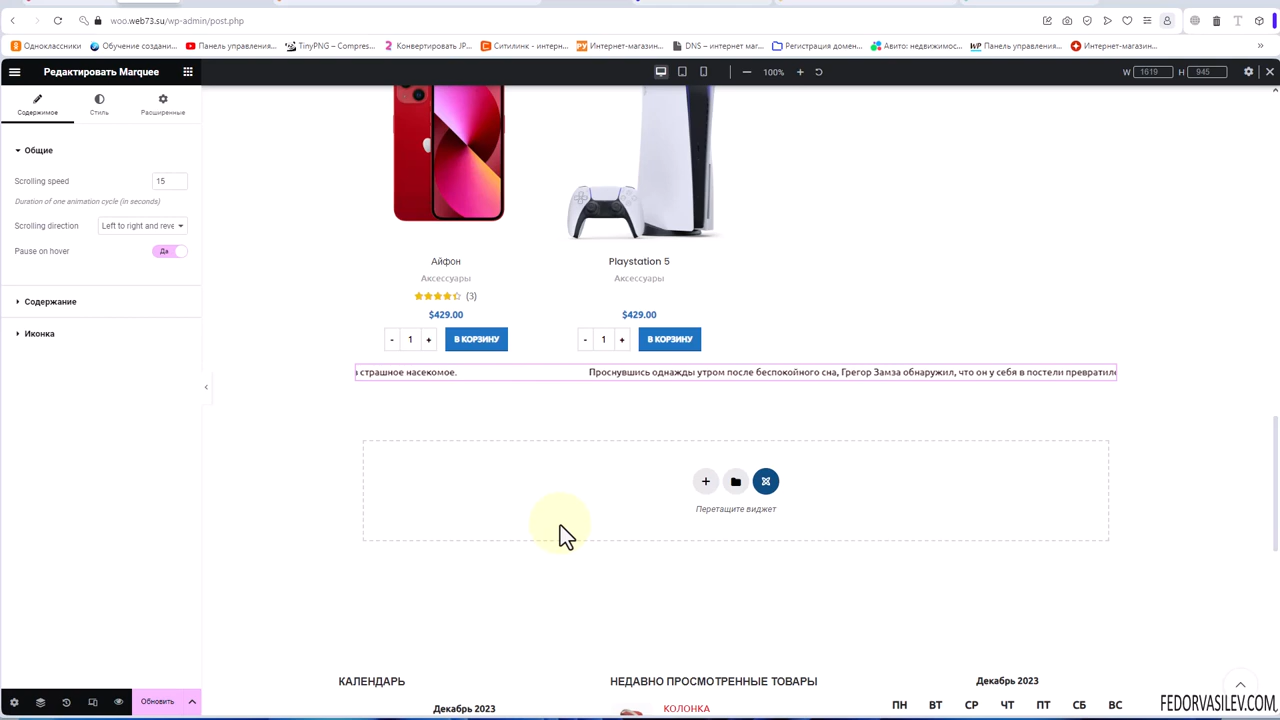 woo.web73.su/wp-admin/post.php
Одноклассники
Обучение создани...
Панель управления...
TinyPNG – Compres...
Конвертировать JP...
Ситилинк - интерн...
Интернет-магазин...
DNS – интернет маг...
Регистрация домен...
Авито: недвижимос...
Панель управления...
Интернет-магазин...
Редактировать Marquee
100%
W 1619 H 945
Содержимое
Стиль
Расширенные
Общие
Scrolling speed 15
Duration of one animation cycle (in seconds)
Scrolling direction Left to right and reve
Pause on hover Да
Содержание
Иконка
Айфон
Playstation 5
Аксессуары
Аксессуары
(3)
$429.00
$429.00
- 1 + В КОРЗИНУ
- 1 + В КОРЗИНУ
страшное насекомое.
Проснувшись однажды утром после беспокойного сна, Грегор Замза обнаружил, что он у себя в постели превратилс
Перетащите виджет
КАЛЕНДАРЬ
НЕДАВНО ПРОСМОТРЕННЫЕ ТОВАРЫ
Декабрь 2023
Обновить
Декабрь 2023
КОЛОНКА
ПН ВТ СР ЧТ ПТ СБ ВС
FEDORVASILEV.COM